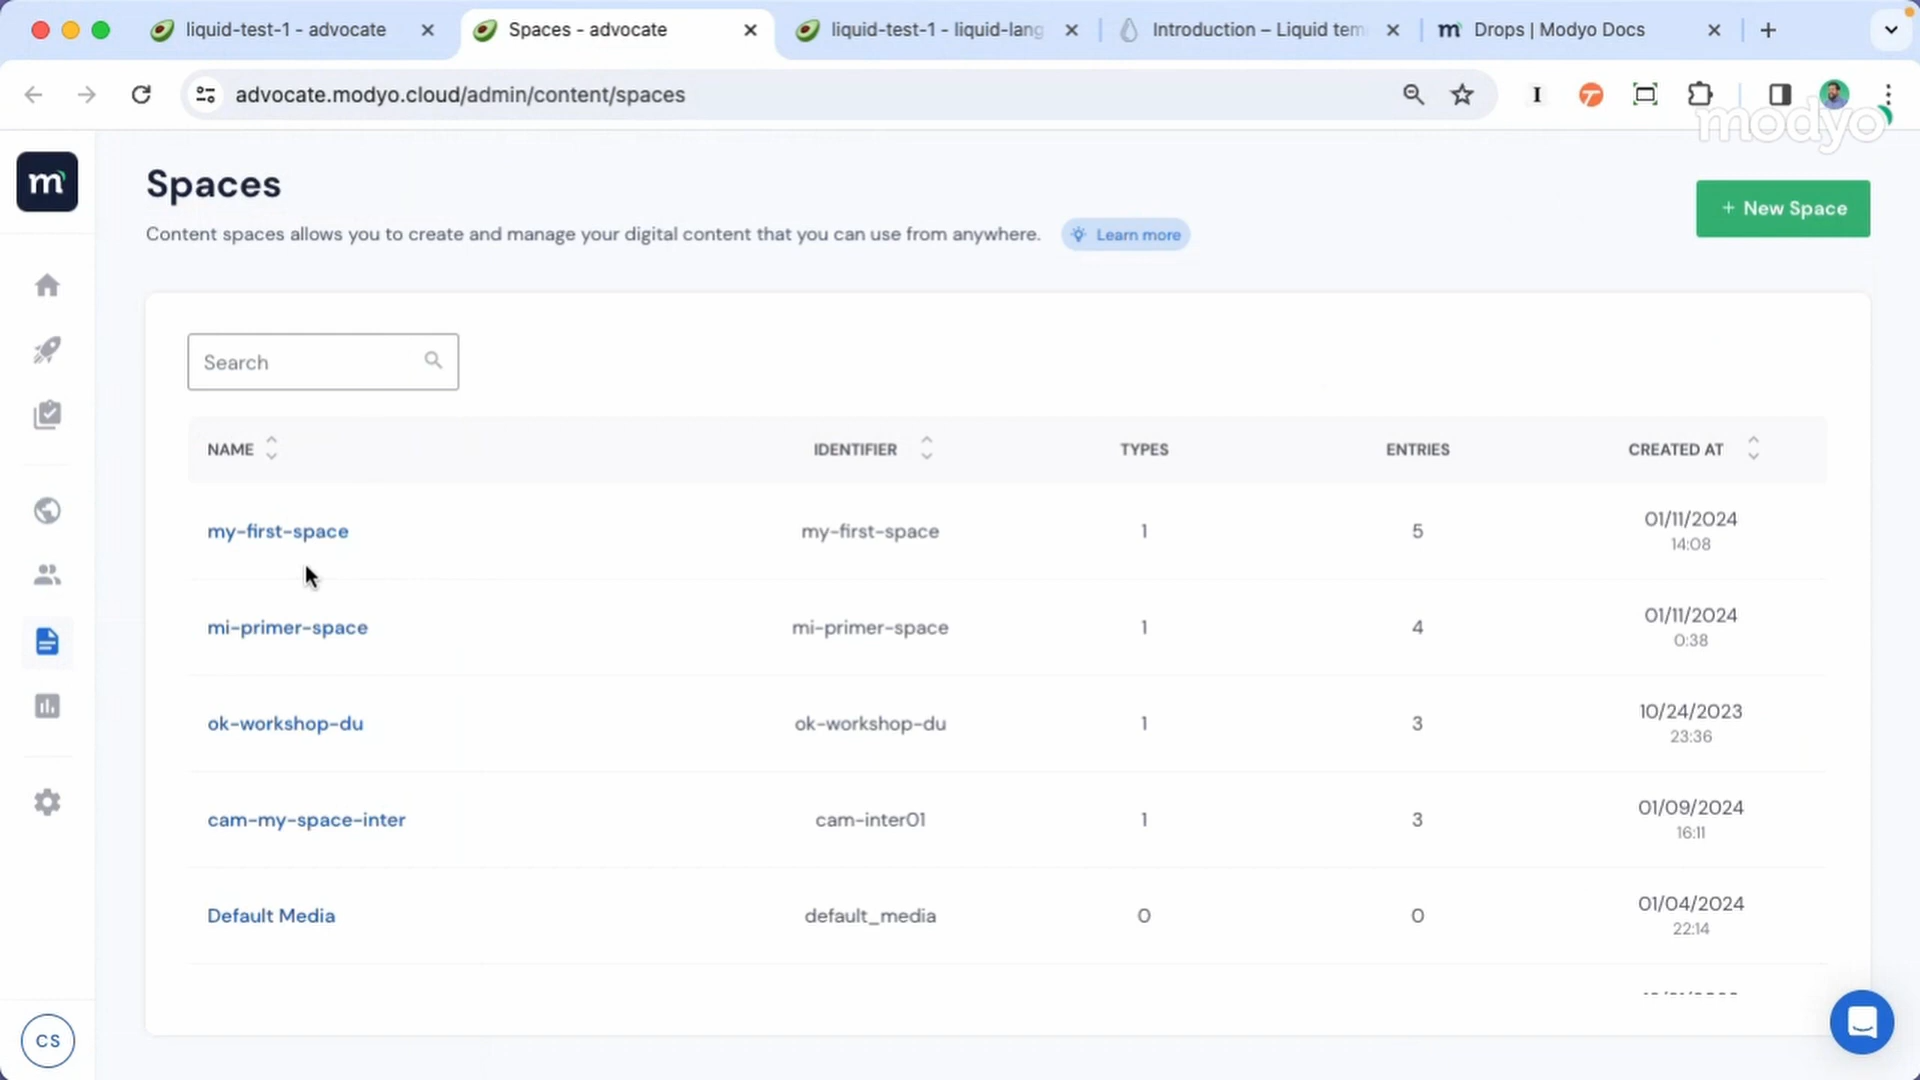 liquid-test-1 - advocate
Spaces - advocate
liquid-test-1 - liquid-lang
Introduction – Liquid tem
Drops | Modyo Docs
advocate.modyo.cloud/admin/content/spaces
modyo
m
Spaces
+ New Space
Content spaces allows you to create and manage your digital content that you can use from anywhere.
Learn more
Search
NAME IDENTIFIER TYPES ENTRIES CREATED AT
my-first-space my-first-space 1 5 01/11/2024
14:08
mi-primer-space mi-primer-space 1 4 01/11/2024
0:38
ok-workshop-du ok-workshop-du 1 3 10/24/2023
23:36
cam-my-space-inter cam-inter01 1 3 01/09/2024
16:11
Default Media default_media 0 0 01/04/2024
22:14
CS